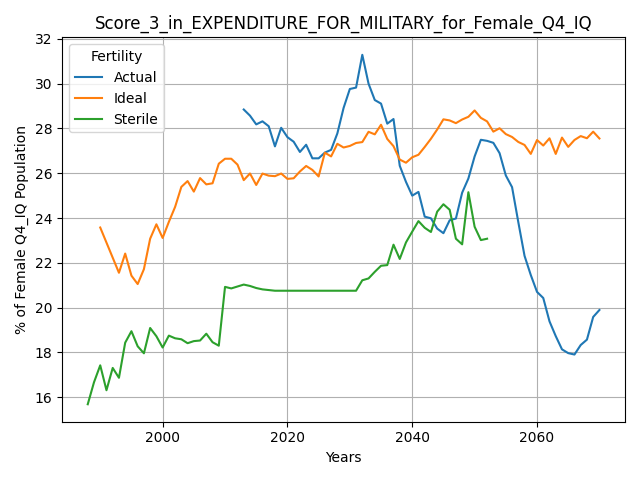 Score_3_in_EXPENDITURE_FOR_MILITARY_for_Female_Q4_IQ
Fertility
Actual
Ideal
Sterile
% of Female Q4_IQ Population
32
30
28
26
24
22
20
18
16
2000
2020
2040
2060
Years